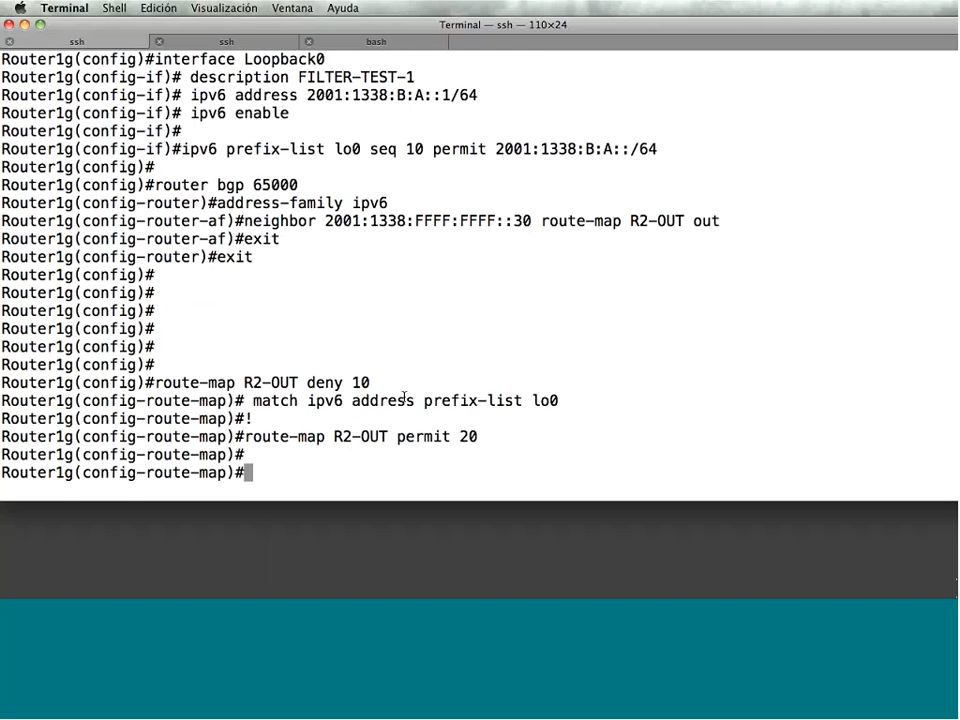 Terminal Shell Edición Visualización Ventana Ayuda
Terminal — ssh — 110×24
ssh ssh bash
Router1g(config)#interface Loopback0
Router1g(config-if)# description FILTER-TEST-1
Router1g(config-if)# ipv6 address 2001:1338:B:A::1/64
Router1g(config-if)# ipv6 enable
Router1g(config-if)#
Router1g(config-if)#ipv6 prefix-list lo0 seq 10 permit 2001:1338:B:A::/64
Router1g(config)#
Router1g(config)#router bgp 65000
Router1g(config-router)#address-family ipv6
Router1g(config-router-af)#neighbor 2001:1338:FFFF:FFFF::30 route-map R2-OUT out
Router1g(config-router-af)#exit
Router1g(config-router)#exit
Router1g(config)#
Router1g(config)#
Router1g(config)#
Router1g(config)#
Router1g(config)#
Router1g(config)#
Router1g(config)#route-map R2-OUT deny 10
Router1g(config-route-map)# match ipv6 address prefix-list lo0
Router1g(config-route-map)#!
Router1g(config-route-map)#route-map R2-OUT permit 20
Router1g(config-route-map)#
Router1g(config-route-map)#